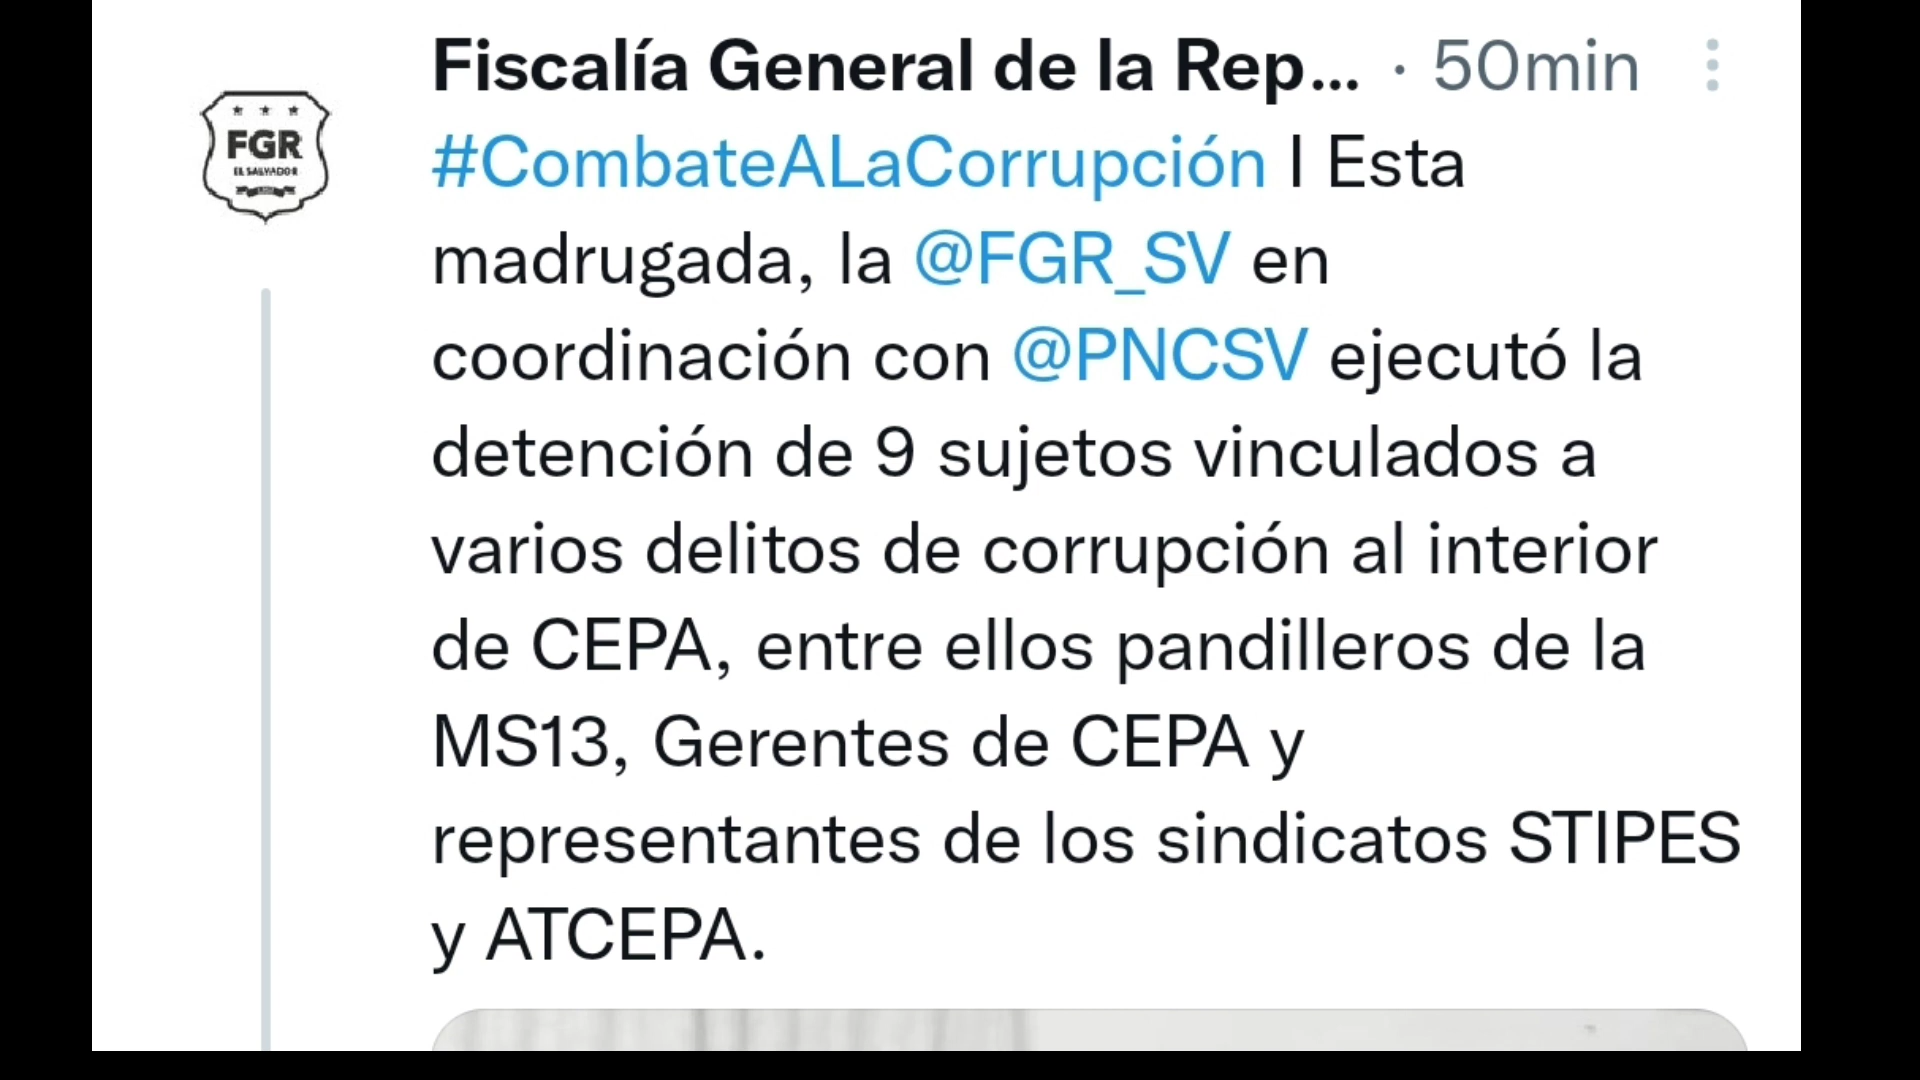 Fiscalía General de la Rep... · 50min
FGR
EL SALVADOR
#CombateALaCorrupción I Esta
madrugada, la @FGR_SV en
coordinación con @PNCSV ejecutó la
detención de 9 sujetos vinculados a
varios delitos de corrupción al interior
de CEPA, entre ellos pandilleros de la
MS13, Gerentes de CEPA y
representantes de los sindicatos STIPES
y ATCEPA.